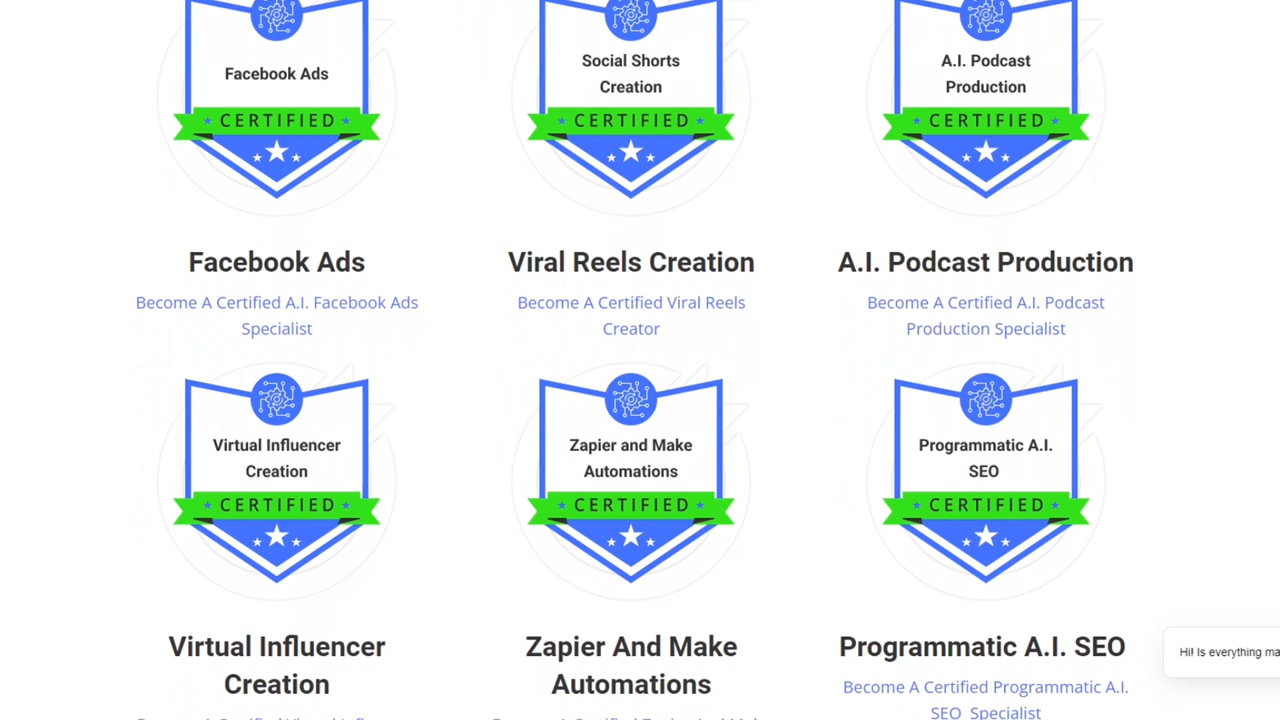 Facebook Ads
CERTIFIED
Social Shorts
Creation
CERTIFIED
A.I. Podcast
Production
CERTIFIED
Facebook Ads
Become A Certified A.I. Facebook Ads
Specialist
Viral Reels Creation
Become A Certified Viral Reels
Creator
A.I. Podcast Production
Become A Certified A.I. Podcast
Production Specialist
Virtual Influencer
Creation
CERTIFIED
Zapier and Make
Automations
CERTIFIED
Programmatic A.I.
SEO
CERTIFIED
Virtual Influencer
Creation
Zapier And Make
Automations
Programmatic A.I. SEO
Become A Certified Programmatic A.I.
SEO Specialist
Hi! Is everything